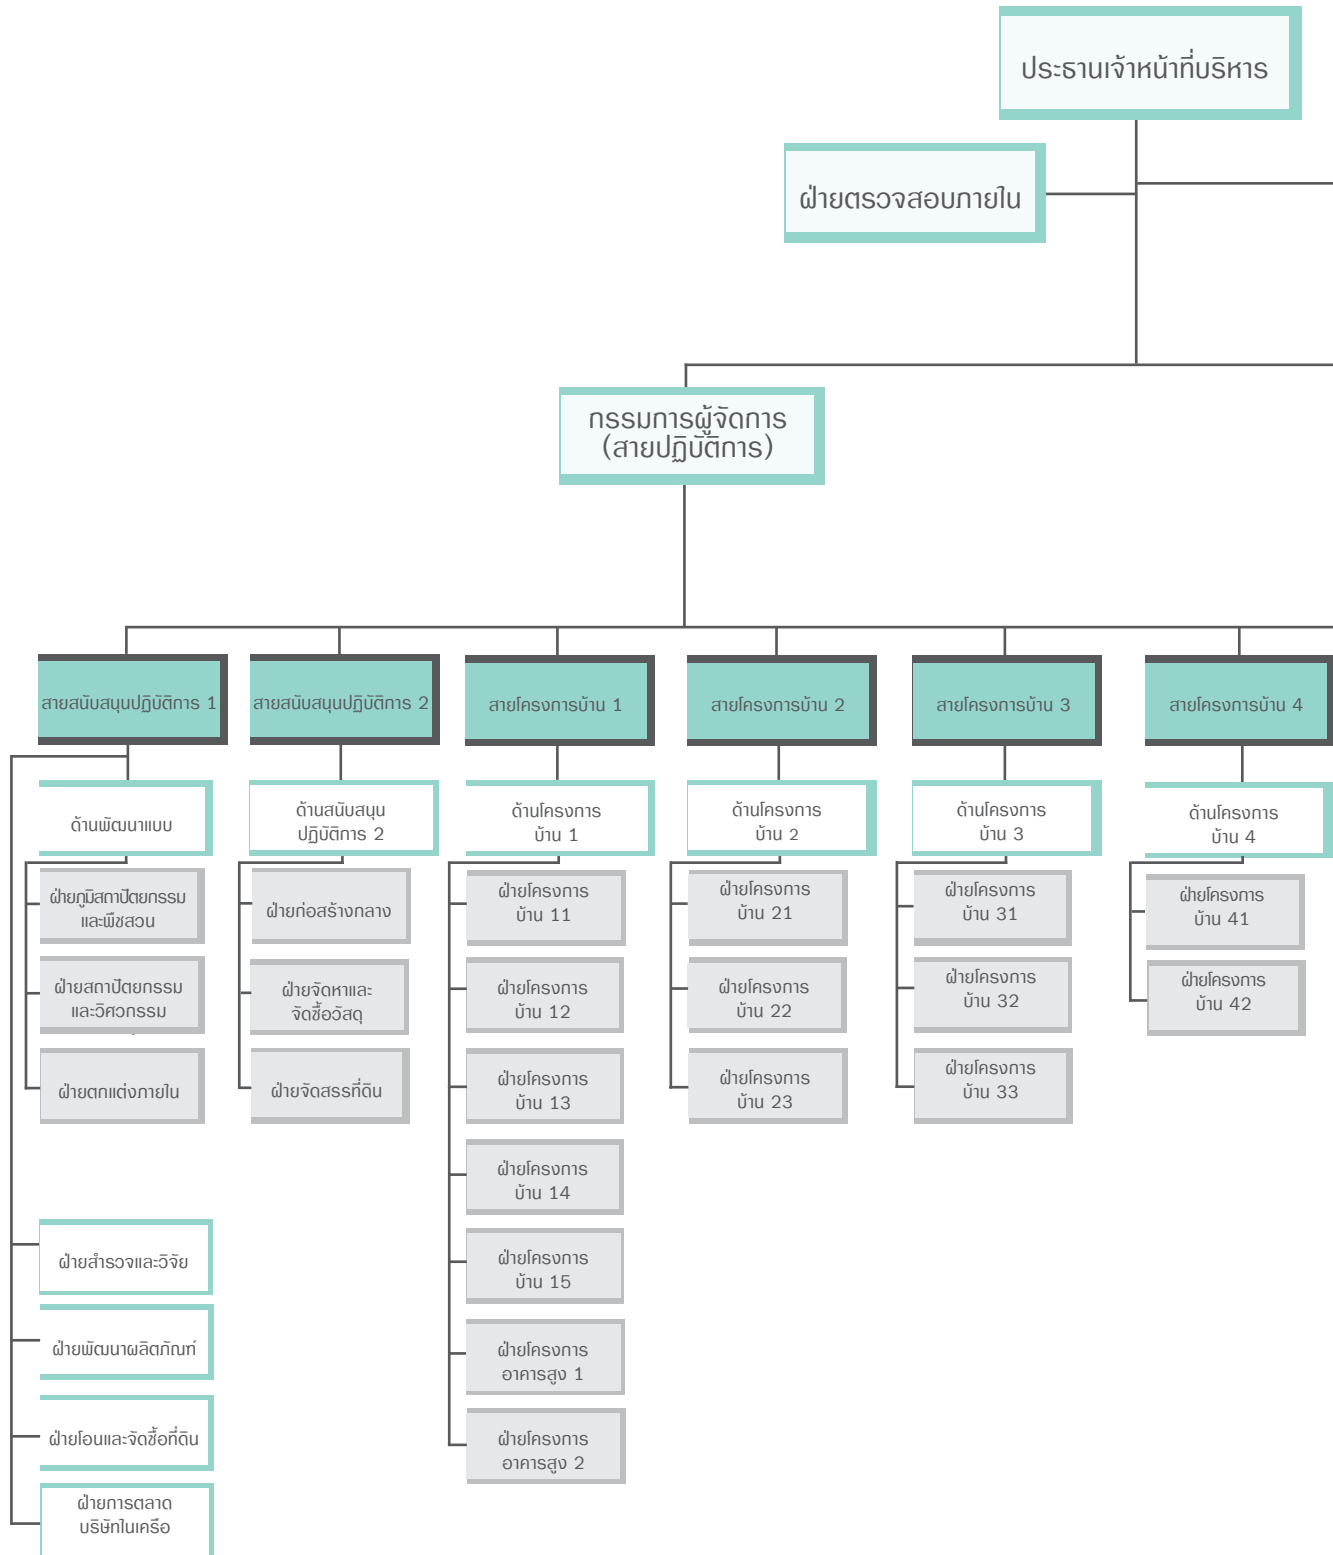 ประธานเจ้าหน้าที่บริหาร
ฝ่ายตรวจสอบภายใน
กรรมการผู้จัดการ
(สายปฏิบัติการ)
สายสนับสนุนปฏิบัติการ 1
สายสนับสนุนปฏิบัติการ 2
สายโครงการบ้าน 1
สายโครงการบ้าน 2
สายโครงการบ้าน 3
สายโครงการบ้าน 4
ด้านพัฒนาแบบ
ฝ่ายภูมิสถาปัตยกรรม
และพืชสวน
ฝ่ายสถาปัตยกรรม
และวิศวกรรม
ฝ่ายตกแต่งภายใน
ฝ่ายสำรวจและวิจัย
ฝ่ายพัฒนาผลิตภัณฑ์
ฝ่ายโอนและจัดซื้อที่ดิน
ฝ่ายการตลาด
บริษัทในเครือ
ด้านสนับสนุน
ปฏิบัติการ 2
ฝ่ายก่อสร้างกลาง
ฝ่ายจัดหาและ
จัดซื้อวัสดุ
ฝ่ายจัดสรรที่ดิน
ด้านโครงการ
บ้าน 1
ฝ่ายโครงการ
บ้าน 11
ฝ่ายโครงการ
บ้าน 12
ฝ่ายโครงการ
บ้าน 13
ฝ่ายโครงการ
บ้าน 14
ฝ่ายโครงการ
บ้าน 15
ฝ่ายโครงการ
อาคารสูง 1
ฝ่ายโครงการ
อาคารสูง 2
ด้านโครงการ
บ้าน 2
ฝ่ายโครงการ
บ้าน 21
ฝ่ายโครงการ
บ้าน 22
ฝ่ายโครงการ
บ้าน 23
ด้านโครงการ
บ้าน 3
ฝ่ายโครงการ
บ้าน 31
ฝ่ายโครงการ
บ้าน 32
ฝ่ายโครงการ
บ้าน 33
ด้านโครงการ
บ้าน 4
ฝ่ายโครงการ
บ้าน 41
ฝ่ายโครงการ
บ้าน 42